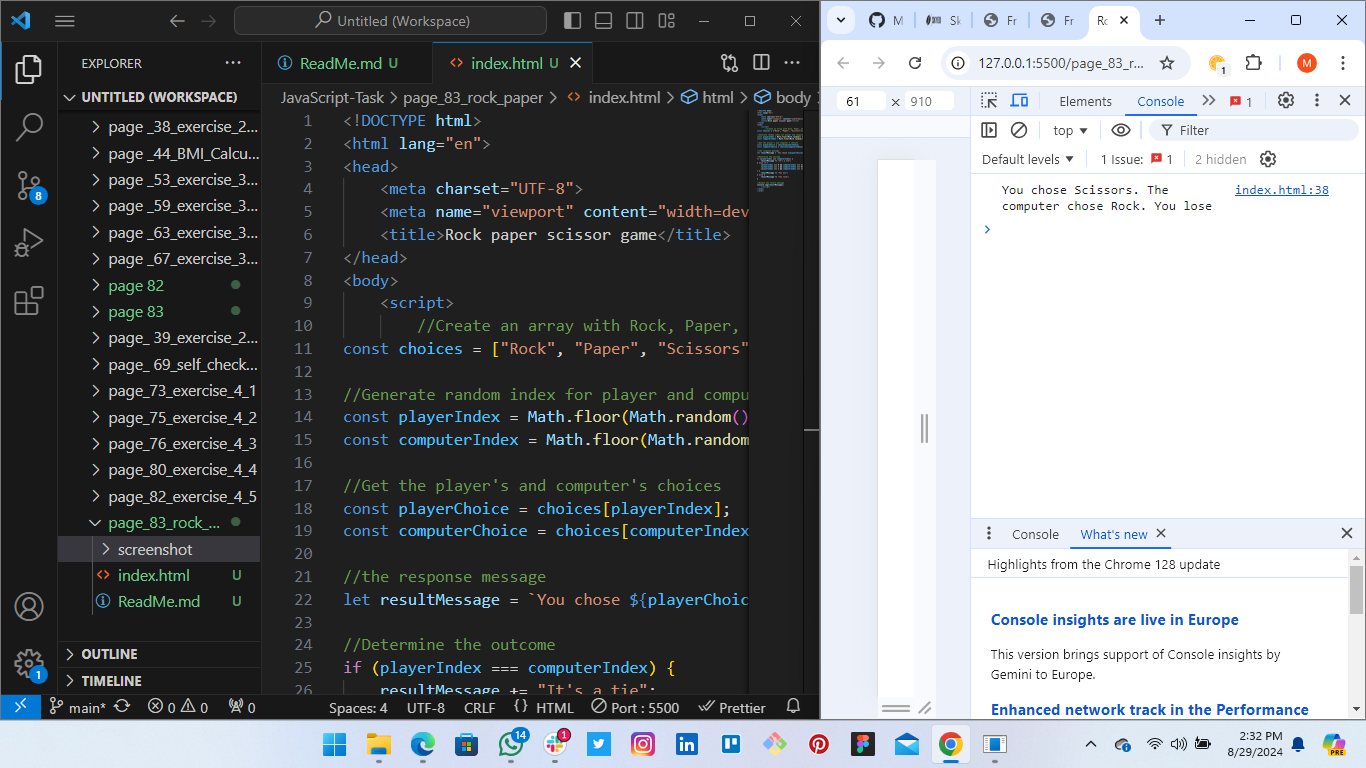 Untitled (Workspace)
EXPLORER
UNTITLED (WORKSPACE)
page _38_exercise_2...
page _44_BMI_Calcu...
page _53_exercise_3...
page _59_exercise_3...
page _63_exercise_3...
page _67_exercise_3...
page 82
page 83
page_ 39_exercise_2...
page_ 69_self_check...
page_73_exercise_4_1
page_75_exercise_4_2
page_76_exercise_4_3
page_80_exercise_4_4
page_82_exercise_4_5
page_83_rock_...
screenshot
index.html U
ReadMe.md U
OUTLINE
TIMELINE
8
1
ReadMe.md U
index.html U
JavaScript-Task > page_83_rock_paper > index.html > html > body
1 <!DOCTYPE html>
2 <html lang="en">
3 <head>
4 <meta charset="UTF-8">
5 <meta name="viewport" content="width=dev
6 <title>Rock paper scissor game</title>
7 </head>
8 <body>
9 <script>
10 //Create an array with Rock, Paper,
11 const choices = ["Rock", "Paper", "Scissors"
12
13 //Generate random index for player and compu
14 const playerIndex = Math.floor(Math.random()
15 const computerIndex = Math.floor(Math.random
16
17 //Get the player's and computer's choices
18 const playerChoice = choices[playerIndex];
19 const computerChoice = choices[computerIndex
20
21 //the response message
22 let resultMessage = `You chose ${playerChoic
23
24 //Determine the outcome
25 if (playerIndex === computerIndex) {
26 resultMessage += "It's a tie";
main* 0 0 0 Spaces: 4 UTF-8 CRLF {} HTML Port : 5500 Prettier
M Sk Fr Fr Ro
127.0.0.1:5500/page_83_r...
1
M
61 × 910
Elements Console 1
top Filter
Default levels 1 Issue: 1 2 hidden
You chose Scissors. The index.html:38
computer chose Rock. You lose
Console What's new
Highlights from the Chrome 128 update
Console insights are live in Europe
This version brings support of Console insights by
Gemini to Europe.
Enhanced network track in the Performance
14
1
2:32 PM
8/29/2024
PRE